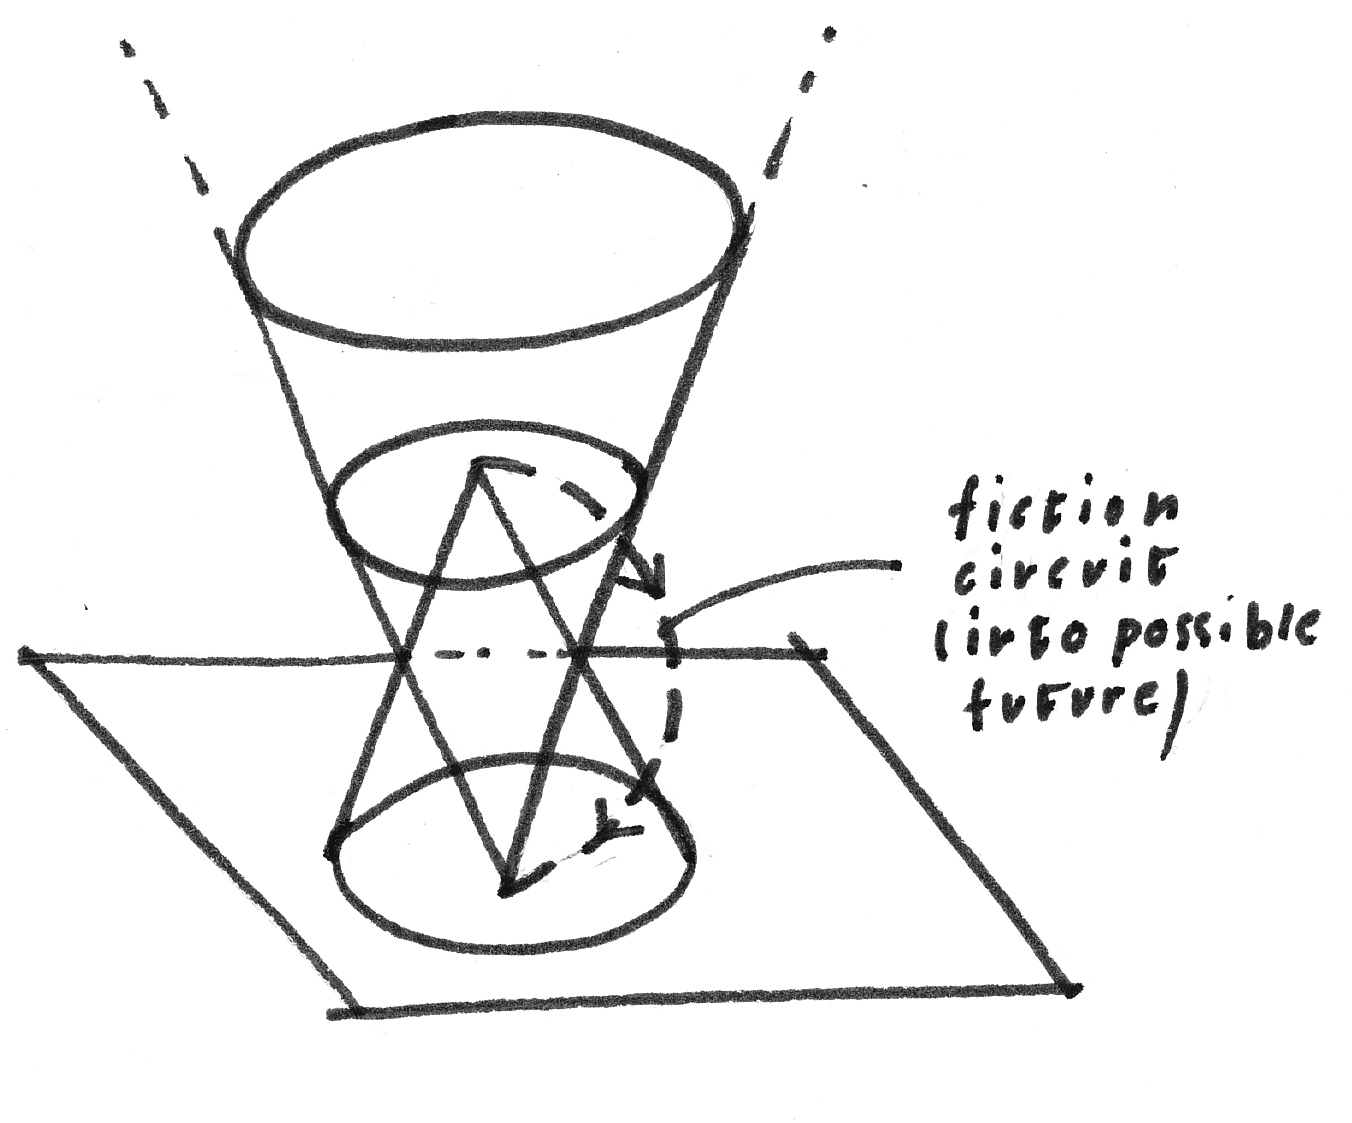 fiction
circuit
(into possible
future)